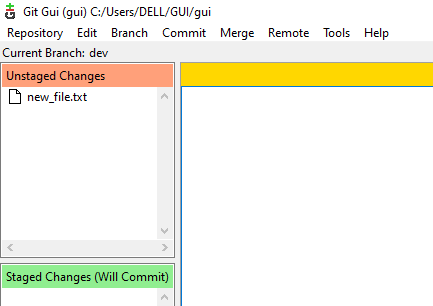 Git Gui (gui) C:/Users/DELL/GUI/gui
Repository Edit Branch Commit Merge Remote Tools Help
Current Branch: dev
Unstaged Changes
new_file.txt
Staged Changes (Will Commit)